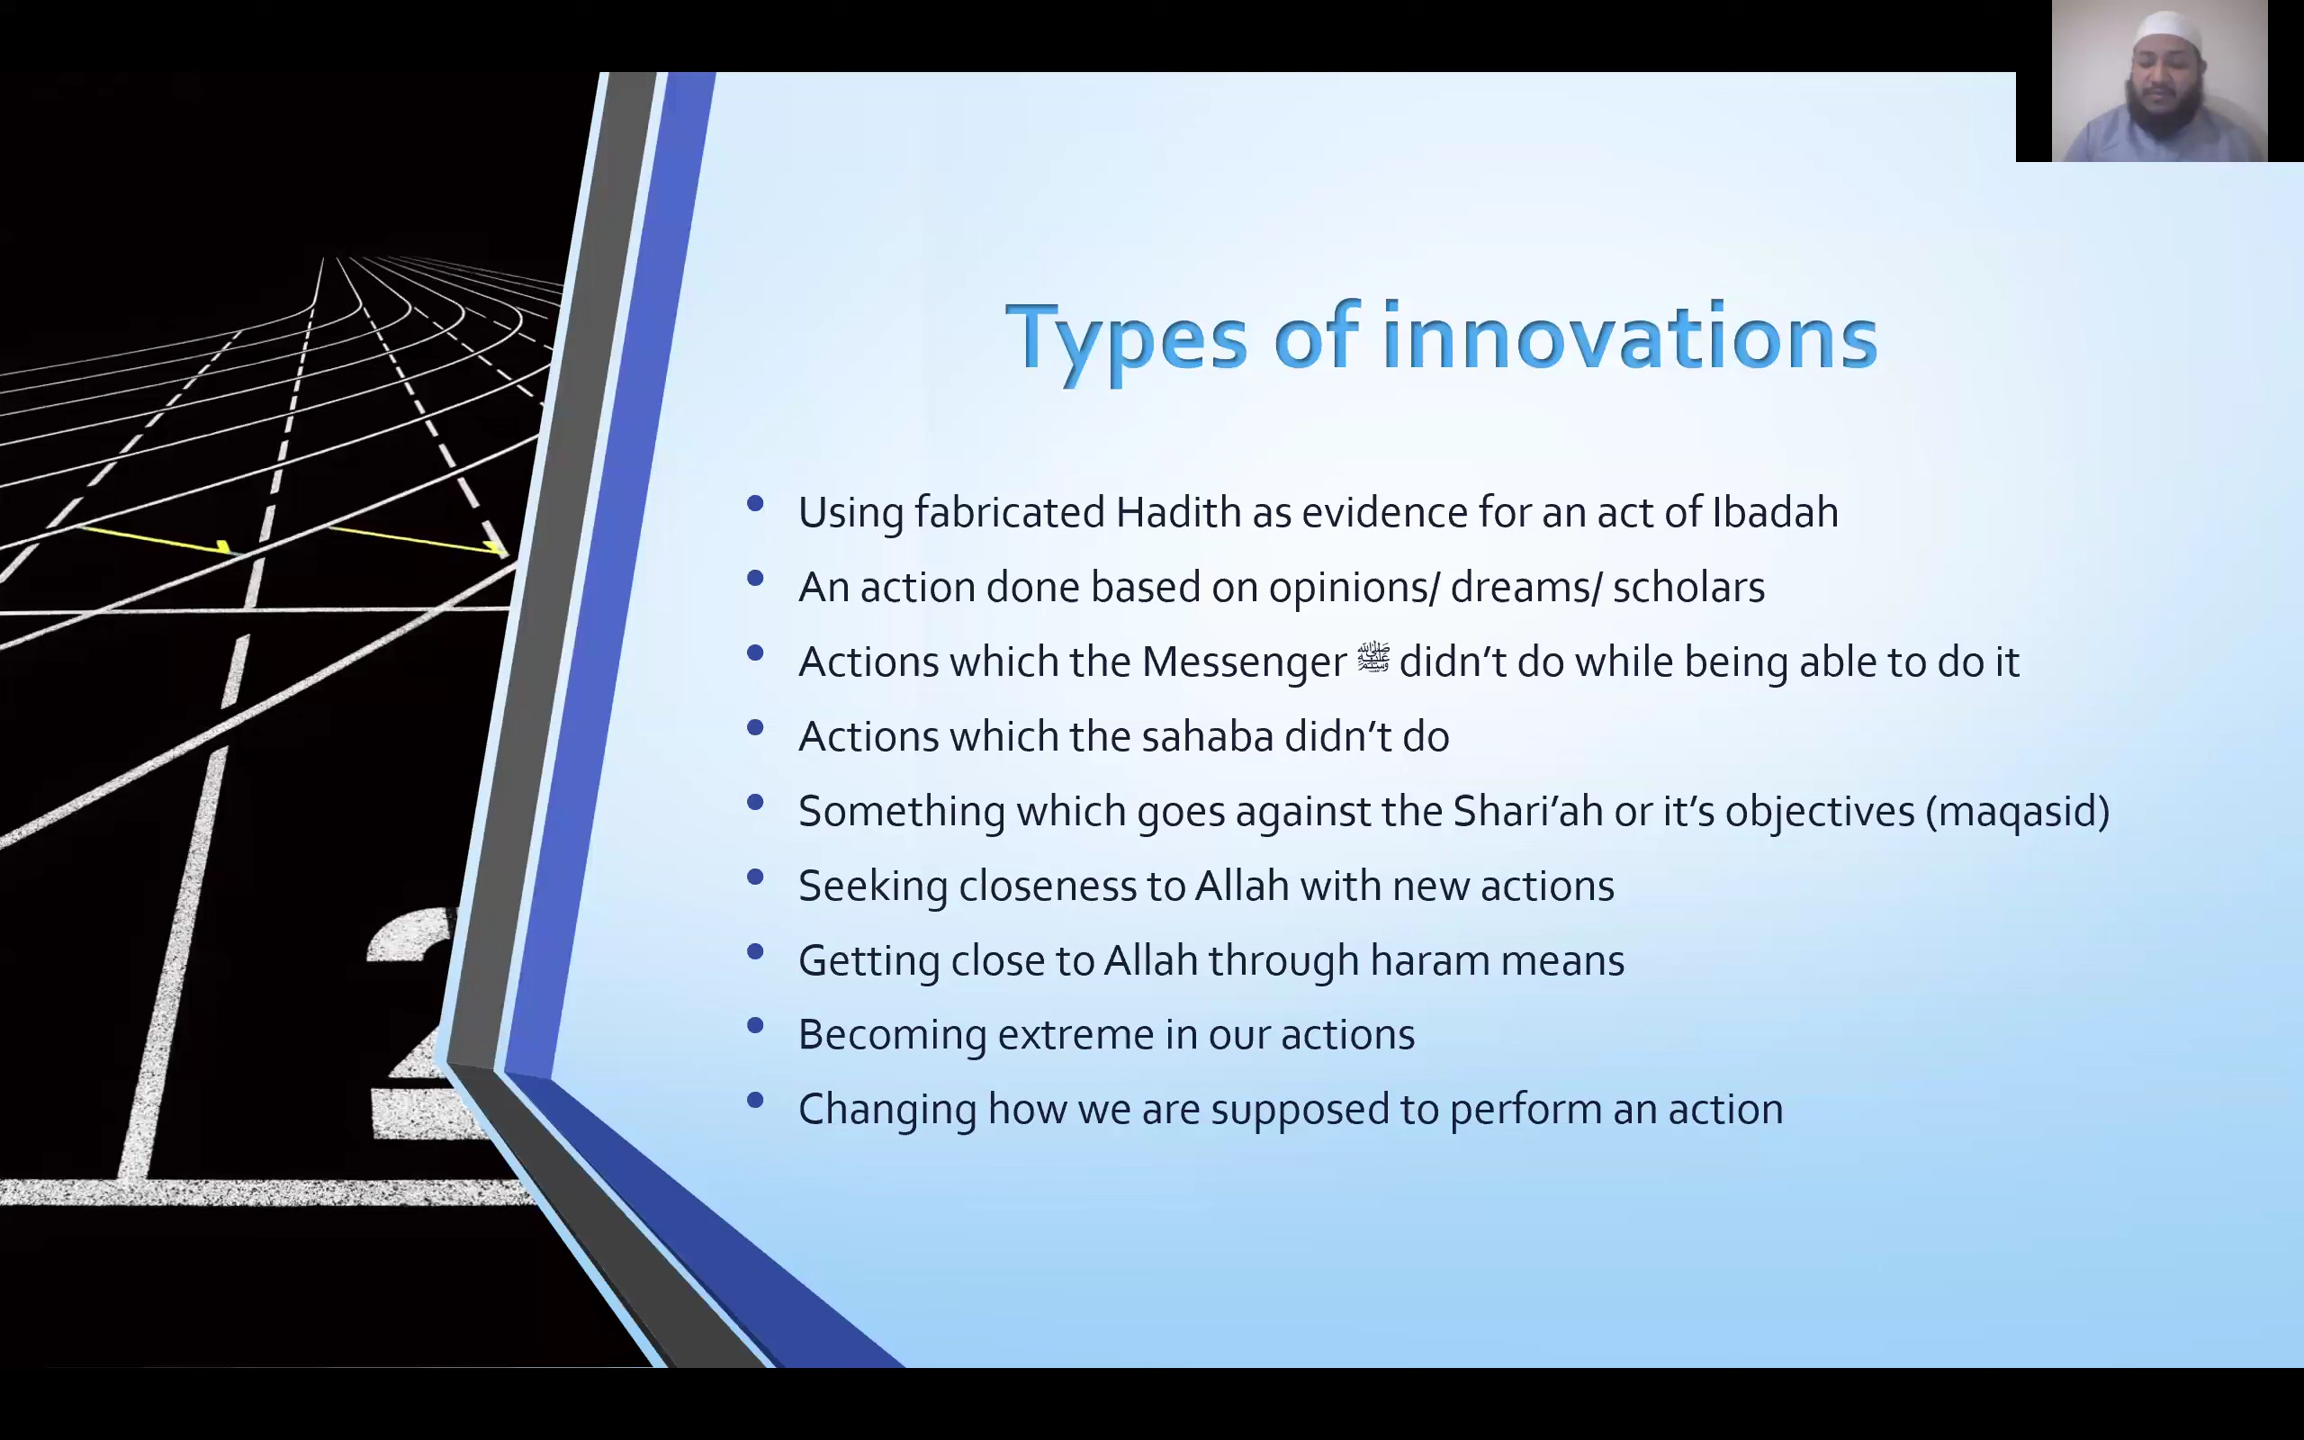 Types of innovations
• Using fabricated Hadith as evidence for an act of Ibadah
• An action done based on opinions/ dreams/ scholars
• Actions which the Messenger ﷺ didn’t do while being able to do it
• Actions which the sahaba didn’t do
• Something which goes against the Shari’ah or it’s objectives (maqasid)
• Seeking closeness to Allah with new actions
• Getting close to Allah through haram means
• Becoming extreme in our actions
• Changing how we are supposed to perform an action
2